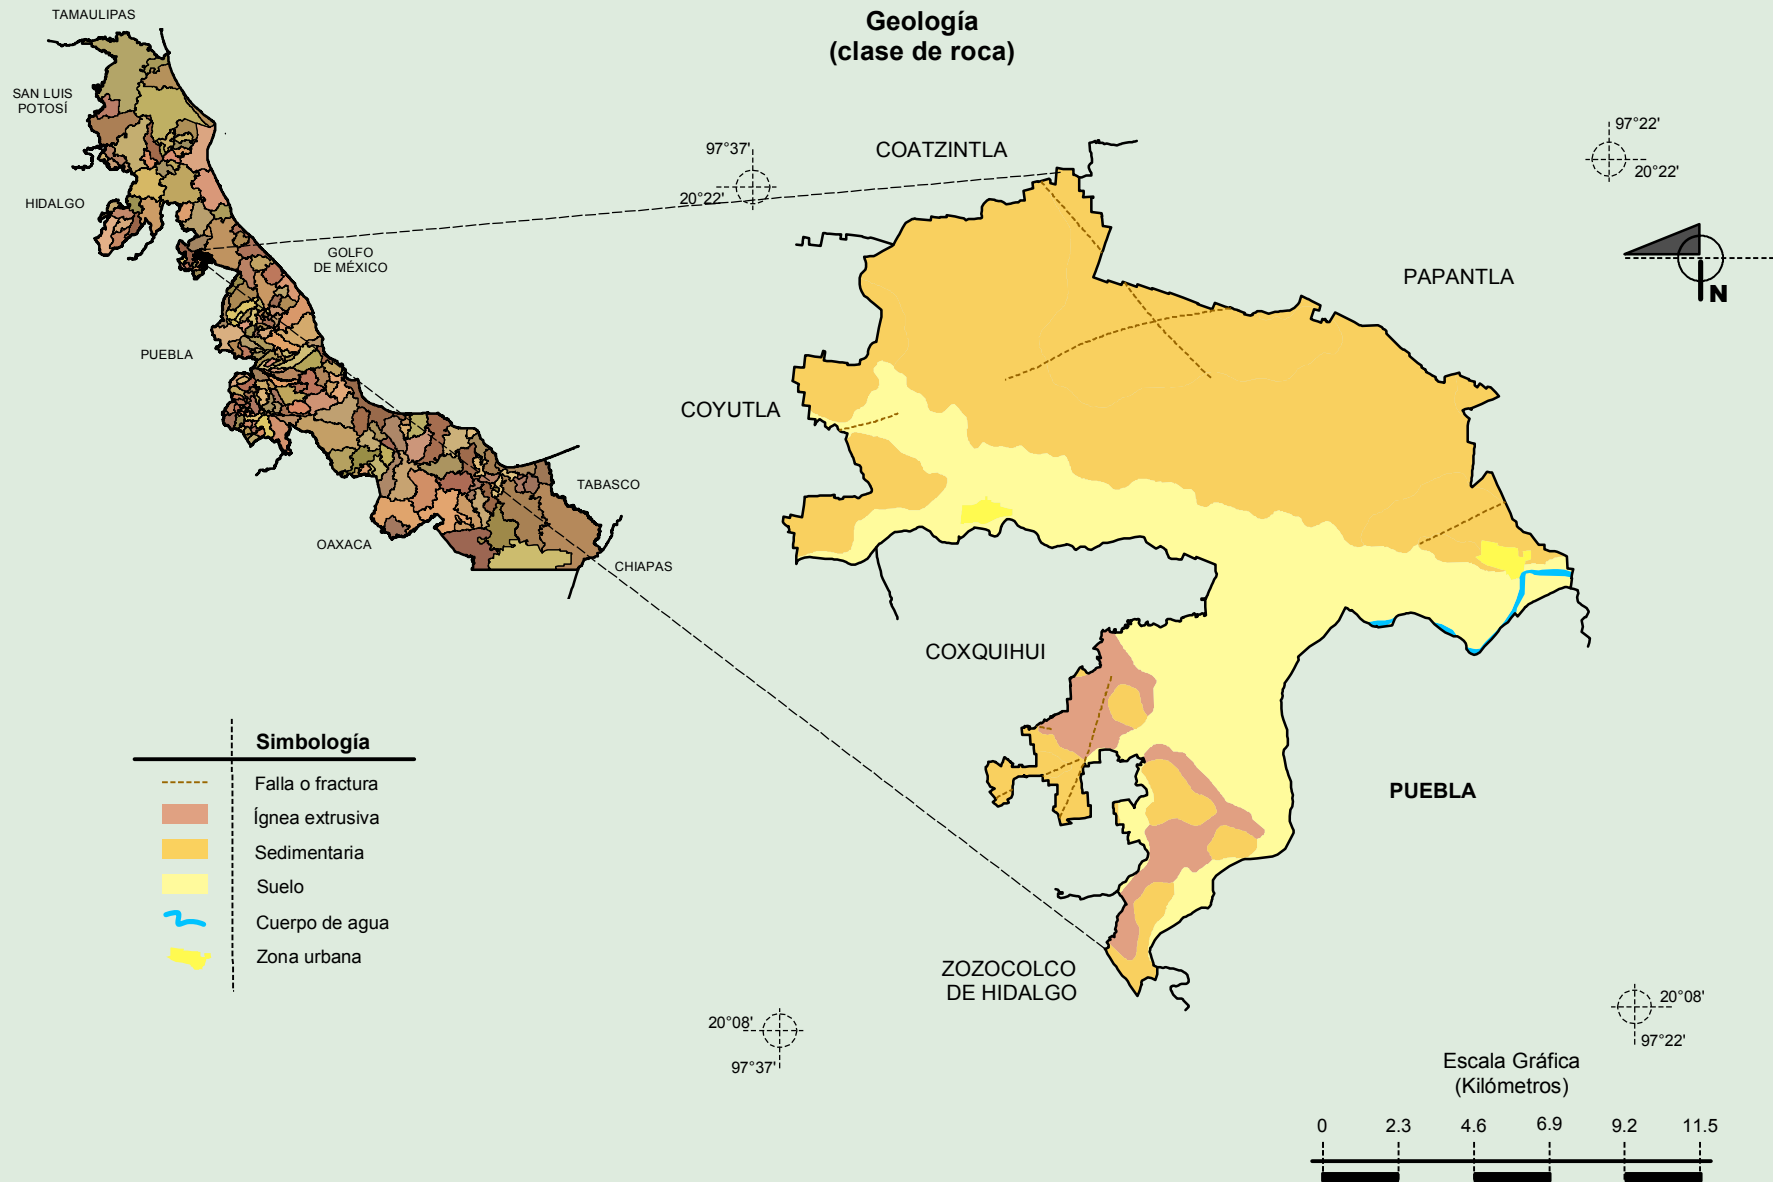 Geología
(clase de roca)
TAMAULIPAS
SAN LUIS
POTOSÍ
HIDALGO
GOLFO
DE MÉXICO
PUEBLA
TABASCO
OAXACA
CHIAPAS
97°37'
20°22'
COATZINTLA
97°22'
20°22'
PAPANTLA
N
COYUTLA
COXQUIHUI
PUEBLA
ZOZOCOLCO
DE HIDALGO
Simbología
Falla o fractura
Ígnea extrusiva
Sedimentaria
Suelo
Cuerpo de agua
Zona urbana
20°08'
97°37'
20°08'
97°22'
Escala Gráfica
(Kilómetros)
0 2.3 4.6 6.9 9.2 11.5